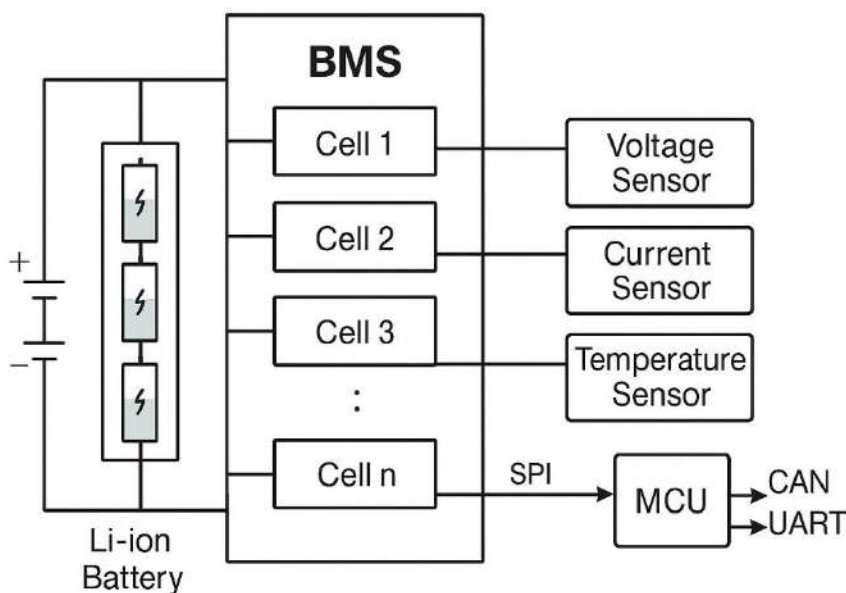 BMS
Cell 1
Cell 2
Cell 3
:
Cell n
Voltage
Sensor
Current
Sensor
Temperature
Sensor
SPI
MCU
CAN
UART
+
−
Li-ion
Battery